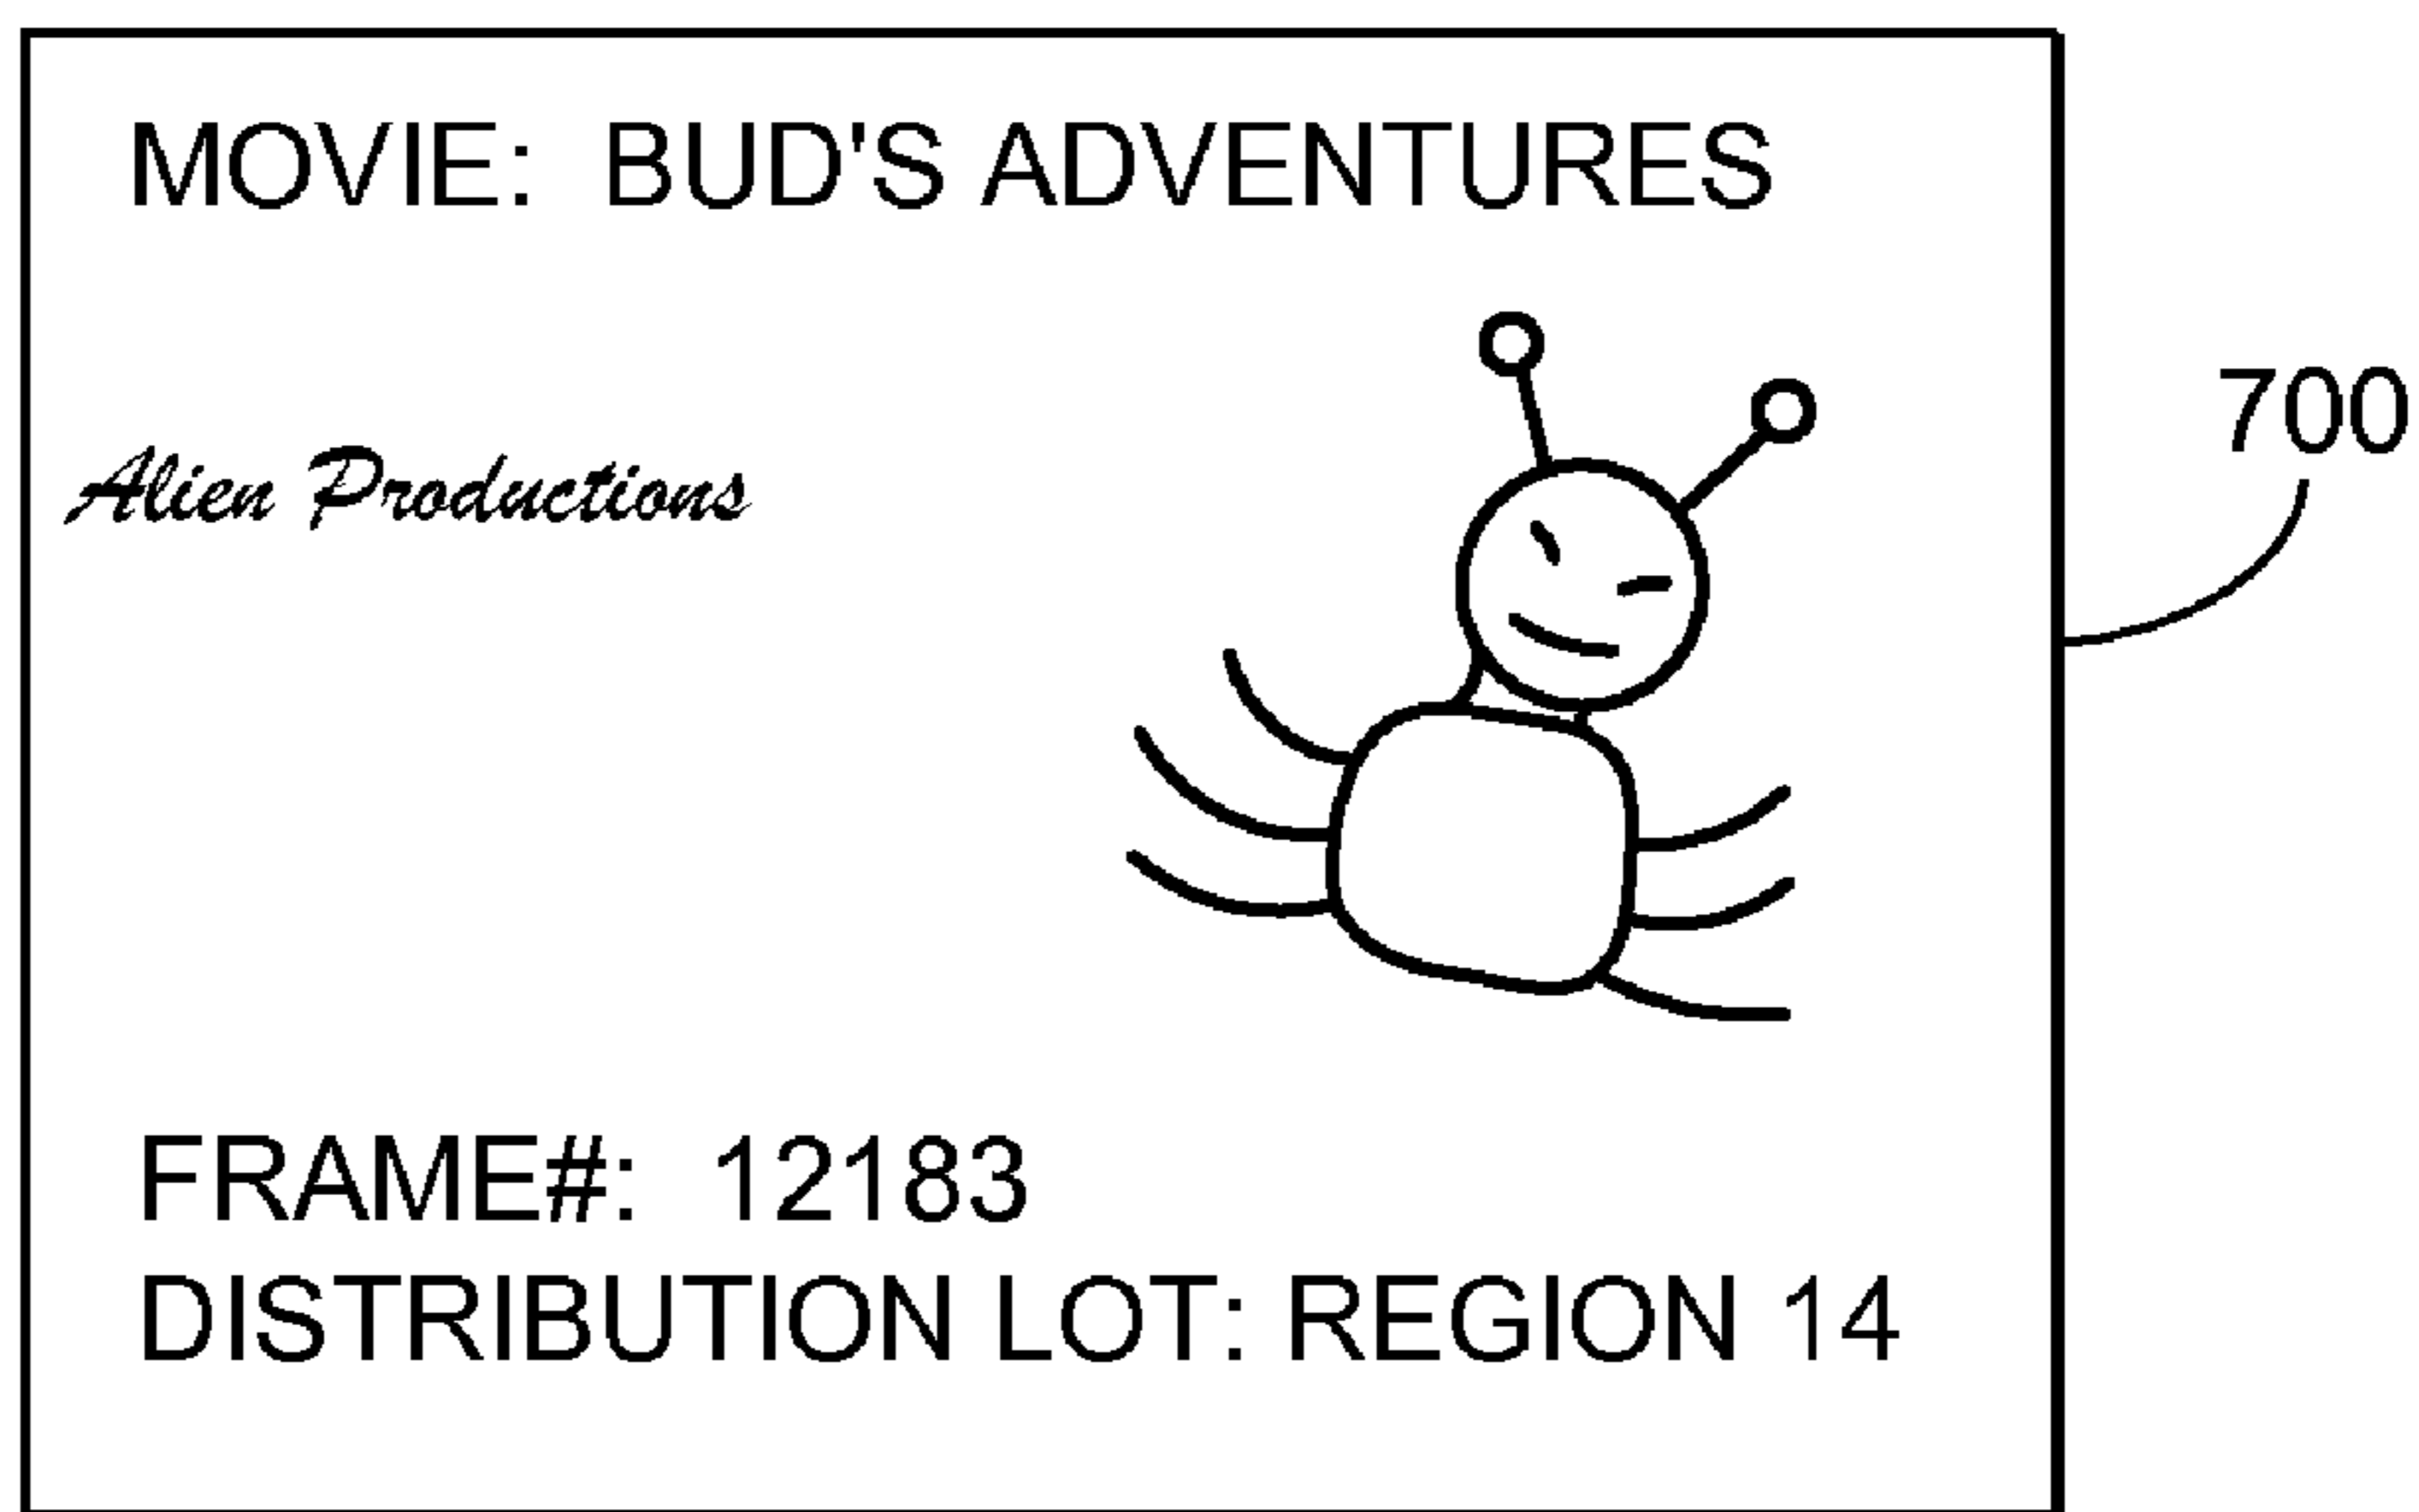 MOVIE: BUD'S ADVENTURES
700
Alien Productions
FRAME#: 12183
DISTRIBUTION LOT: REGION 14